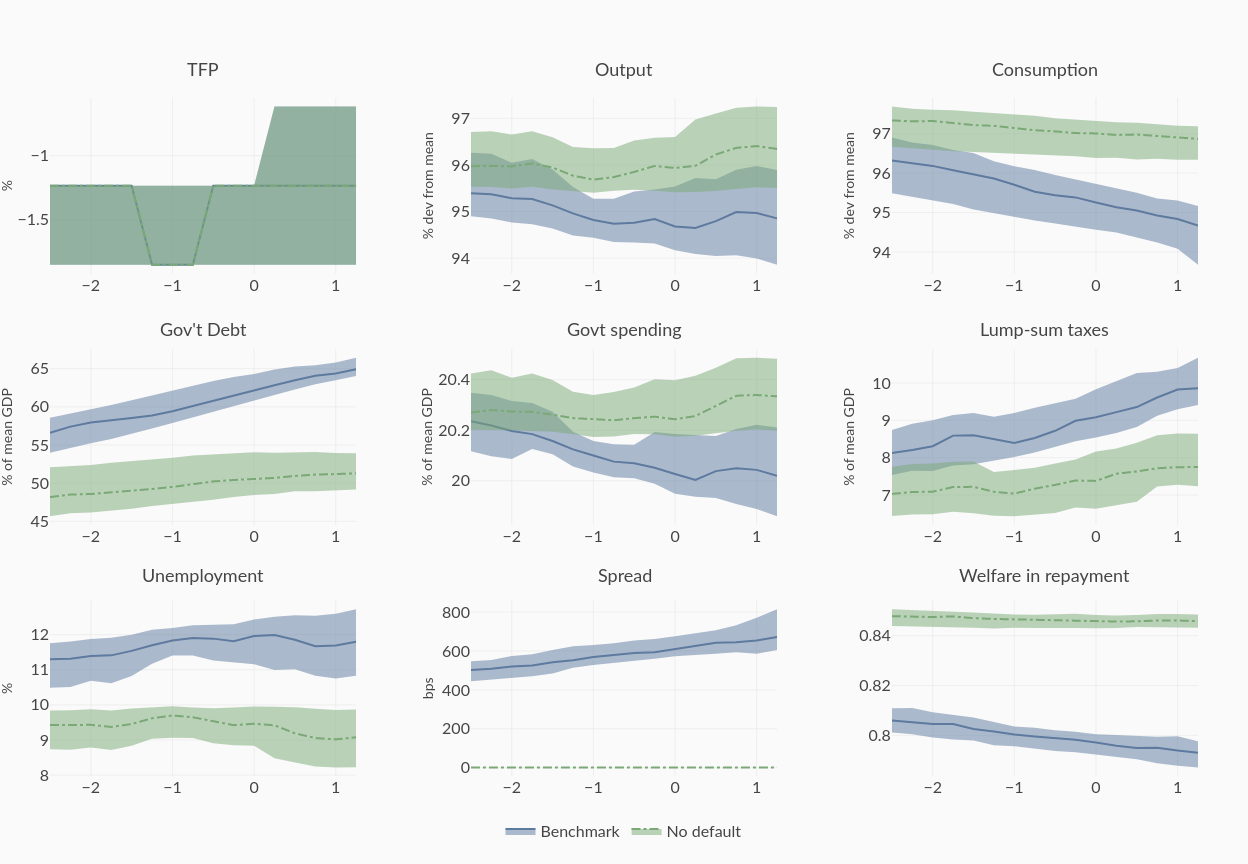 TFP
Output
Consumption
%
−1
−1.5
−2 −1 0 1
% dev from mean
97
96
95
94
−2 −1 0 1
% dev from mean
97
96
95
94
−2 −1 0 1
Gov't Debt
Govt spending
Lump-sum taxes
% of mean GDP
65
60
55
50
45
−2 −1 0 1
% of mean GDP
20.4
20.2
20
−2 −1 0 1
% of mean GDP
10
9
8
7
−2 −1 0 1
Unemployment
Spread
Welfare in repayment
%
12
11
10
9
8
−2 −1 0 1
bps
800
600
400
200
0
−2 −1 0 1
0.84
0.82
0.8
−2 −1 0 1
Benchmark No default